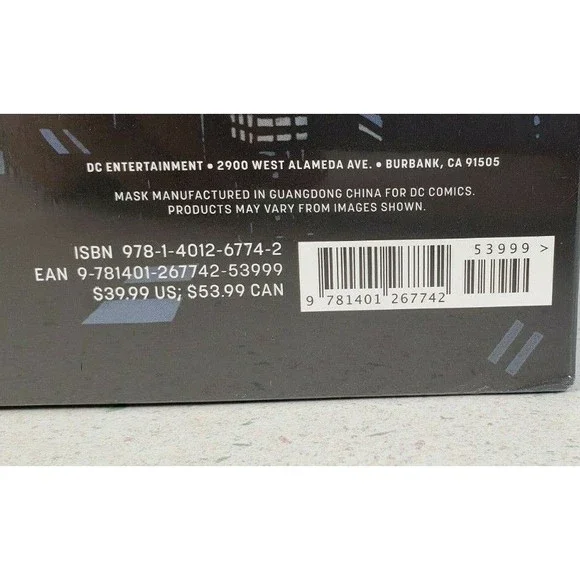 DC ENTERTAINMENT • 2900 WEST ALAMEDA AVE. • BURBANK, CA 91505
MASK MANUFACTURED IN GUANGDONG CHINA FOR DC COMICS.
PRODUCTS MAY VARY FROM IMAGES SHOWN.
ISBN 978-1-4012-6774-2
EAN 9-781401-267742-53999
$39.99 US; $53.99 CAN
53999 >
9 781401 267742